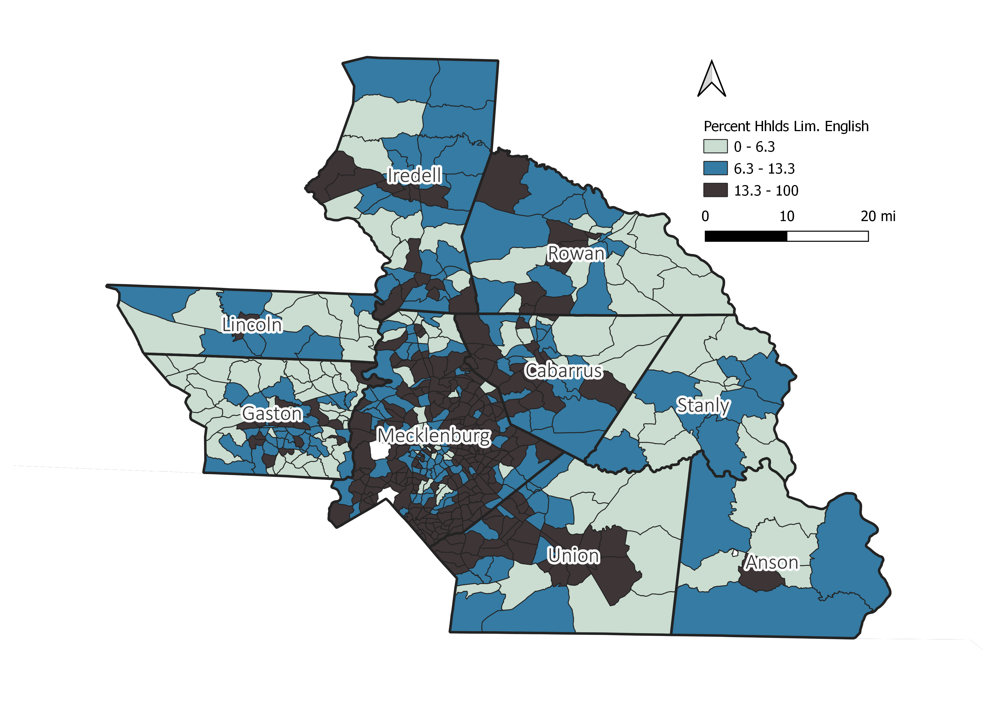 Percent Hhlds Lim. English
0 - 6.3
6.3 - 13.3
13.3 - 100
0 10 20 mi
Iredell
Rowan
Lincoln
Cabarrus
Stanly
Gaston
Mecklenburg
Union
Anson